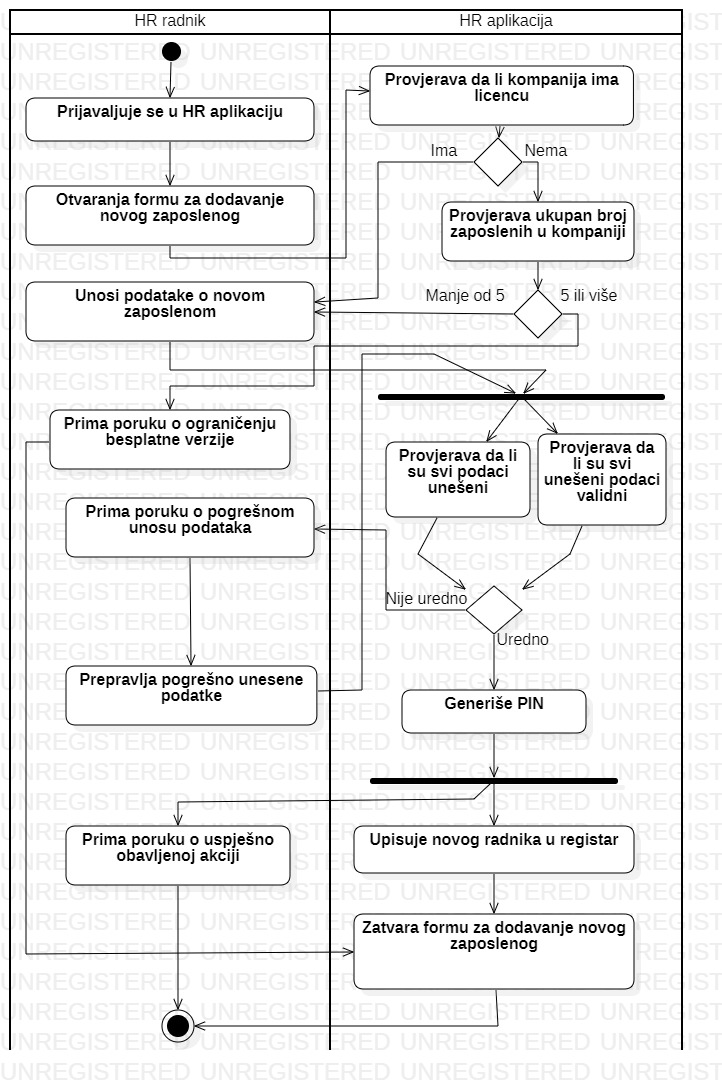 HR radnik
HR aplikacija
Provjerava da li kompanija ima
licencu
Prijavaljuje se u HR aplikaciju
Ima
Nema
Otvaranja formu za dodavanje
novog zaposlenog
Provjerava ukupan broj
zaposlenih u kompaniji
Unosi podatake o novom
zaposlenom
Manje od 5
5 ili više
Prima poruku o ograničenju
besplatne verzije
Provjerava da li
su svi podaci
unešeni
Provjerava da
li su svi
unešeni podaci
validni
Prima poruku o pogrešnom
unosu podataka
Nije uredno
Uredno
Prepravlja pogrešno unesene
podatke
Generiše PIN
Prima poruku o uspješno
obavljenoj akciji
Upisuje novog radnika u registar
Zatvara formu za dodavanje novog
zaposlenog
UNREGISTERED